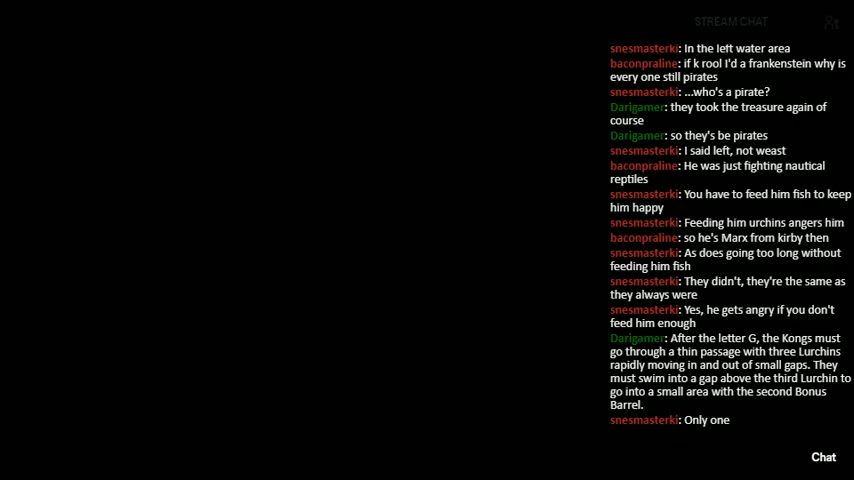 STREAM CHAT
snesmasterki: In the left water area
baconpraline: if k rool I'd a frankenstein why is
every one still pirates
snesmasterki: ...who's a pirate?
Darigamer: they took the treasure again of
course
Darigamer: so they's be pirates
snesmasterki: I said left, not weast
baconpraline: He was just fighting nautical
reptiles
snesmasterki: You have to feed him fish to keep
him happy
snesmasterki: Feeding him urchins angers him
baconpraline: so he's Marx from kirby then
snesmasterki: As does going too long without
feeding him fish
snesmasterki: They didn't, they're the same as
they always were
snesmasterki: Yes, he gets angry if you don't
feed him enough
Darigamer: After the letter G, the Kongs must
go through a thin passage with three Lurchins
rapidly moving in and out of small gaps. They
must swim into a gap above the third Lurchin to
go into a small area with the second Bonus
Barrel.
snesmasterki: Only one
Chat